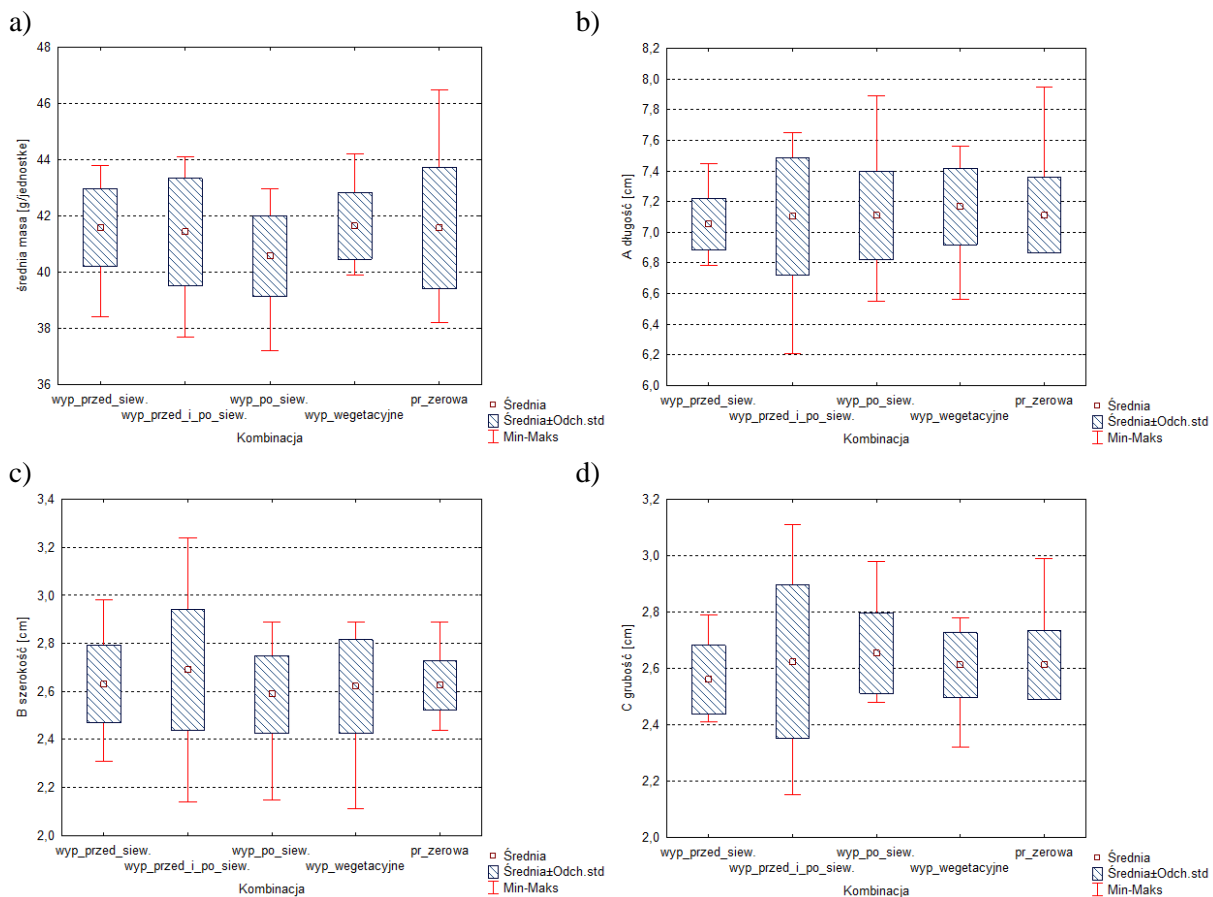 a)
48
46
44
42
40
38
36
średnia masa [g/jednostkę]
wyp_przed_siew.
wyp_przed_i_po_siew.
wyp_po_siew.
wyp_wegetacyjne
pr_zerowa
Kombinacja
Średnia
Średnia±Odch.std
Min-Maks
b)
8,2
8,0
7,8
7,6
7,4
7,2
7,0
6,8
6,6
6,4
6,2
6,0
A długość [cm]
wyp_przed_siew.
wyp_przed_i_po_siew.
wyp_po_siew.
wyp_wegetacyjne
pr_zerowa
Kombinacja
Średnia
Średnia±Odch.std
Min-Maks
c)
3,4
3,2
3,0
2,8
2,6
2,4
2,2
2,0
B szerokość [cm]
wyp_przed_siew.
wyp_przed_i_po_siew.
wyp_po_siew.
wyp_wegetacyjne
pr_zerowa
Kombinacja
Średnia
Średnia±Odch.std
Min-Maks
d)
3,2
3,0
2,8
2,6
2,4
2,2
2,0
C grubość [cm]
wyp_przed_siew.
wyp_przed_i_po_siew.
wyp_po_siew.
wyp_wegetacyjne
pr_zerowa
Kombinacja
Średnia
Średnia±Odch.std
Min-Maks